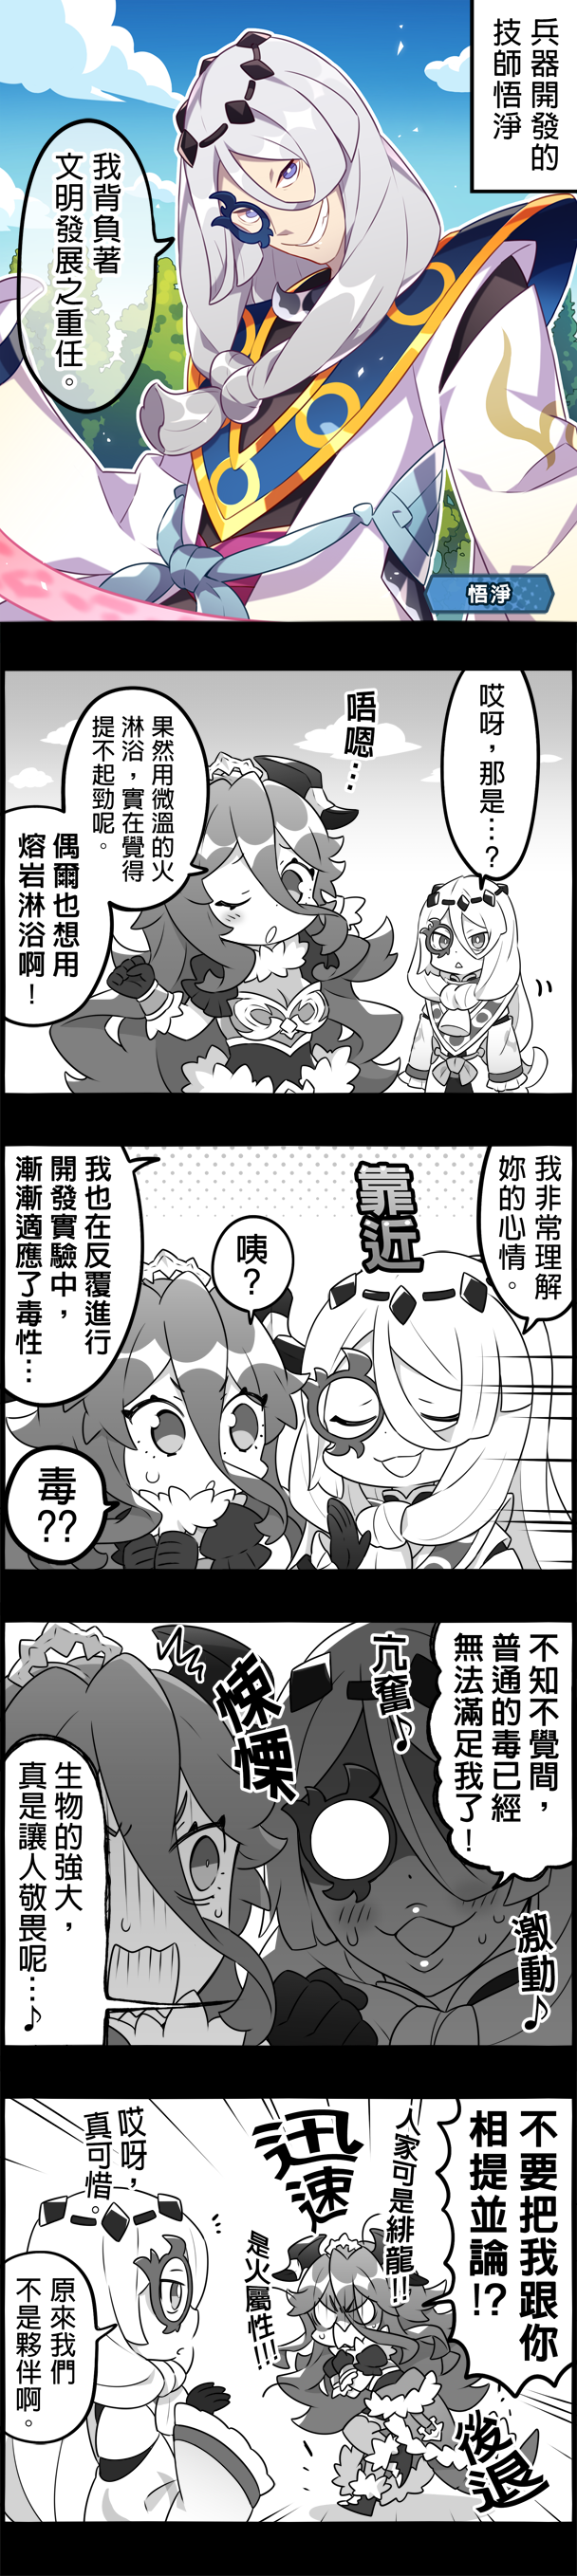 兵器開發的
技師悟淨
我背負著
文明發展之重任。
悟淨
哎呀，那是…？
唔嗯…
果然用微溫的火
淋浴，實在覺得
提不起勁呢。
偶爾也想用
熔岩淋浴啊！
我非常理解
妳的心情。
靠近
咦？
我也在反覆進行
開發實驗中，
漸漸適應了毒性…
毒??
不知不覺間，
普通的毒已經
無法滿足我了！
亢奮♪
悚慄
激動♪
生物的強大，
真是讓人敬畏呢…♪
不要把我跟你
相提並論!?
人家可是緋龍!!
迅速
是火屬性!!!
後退
哎呀，
真可惜。
原來我們
不是夥伴啊。